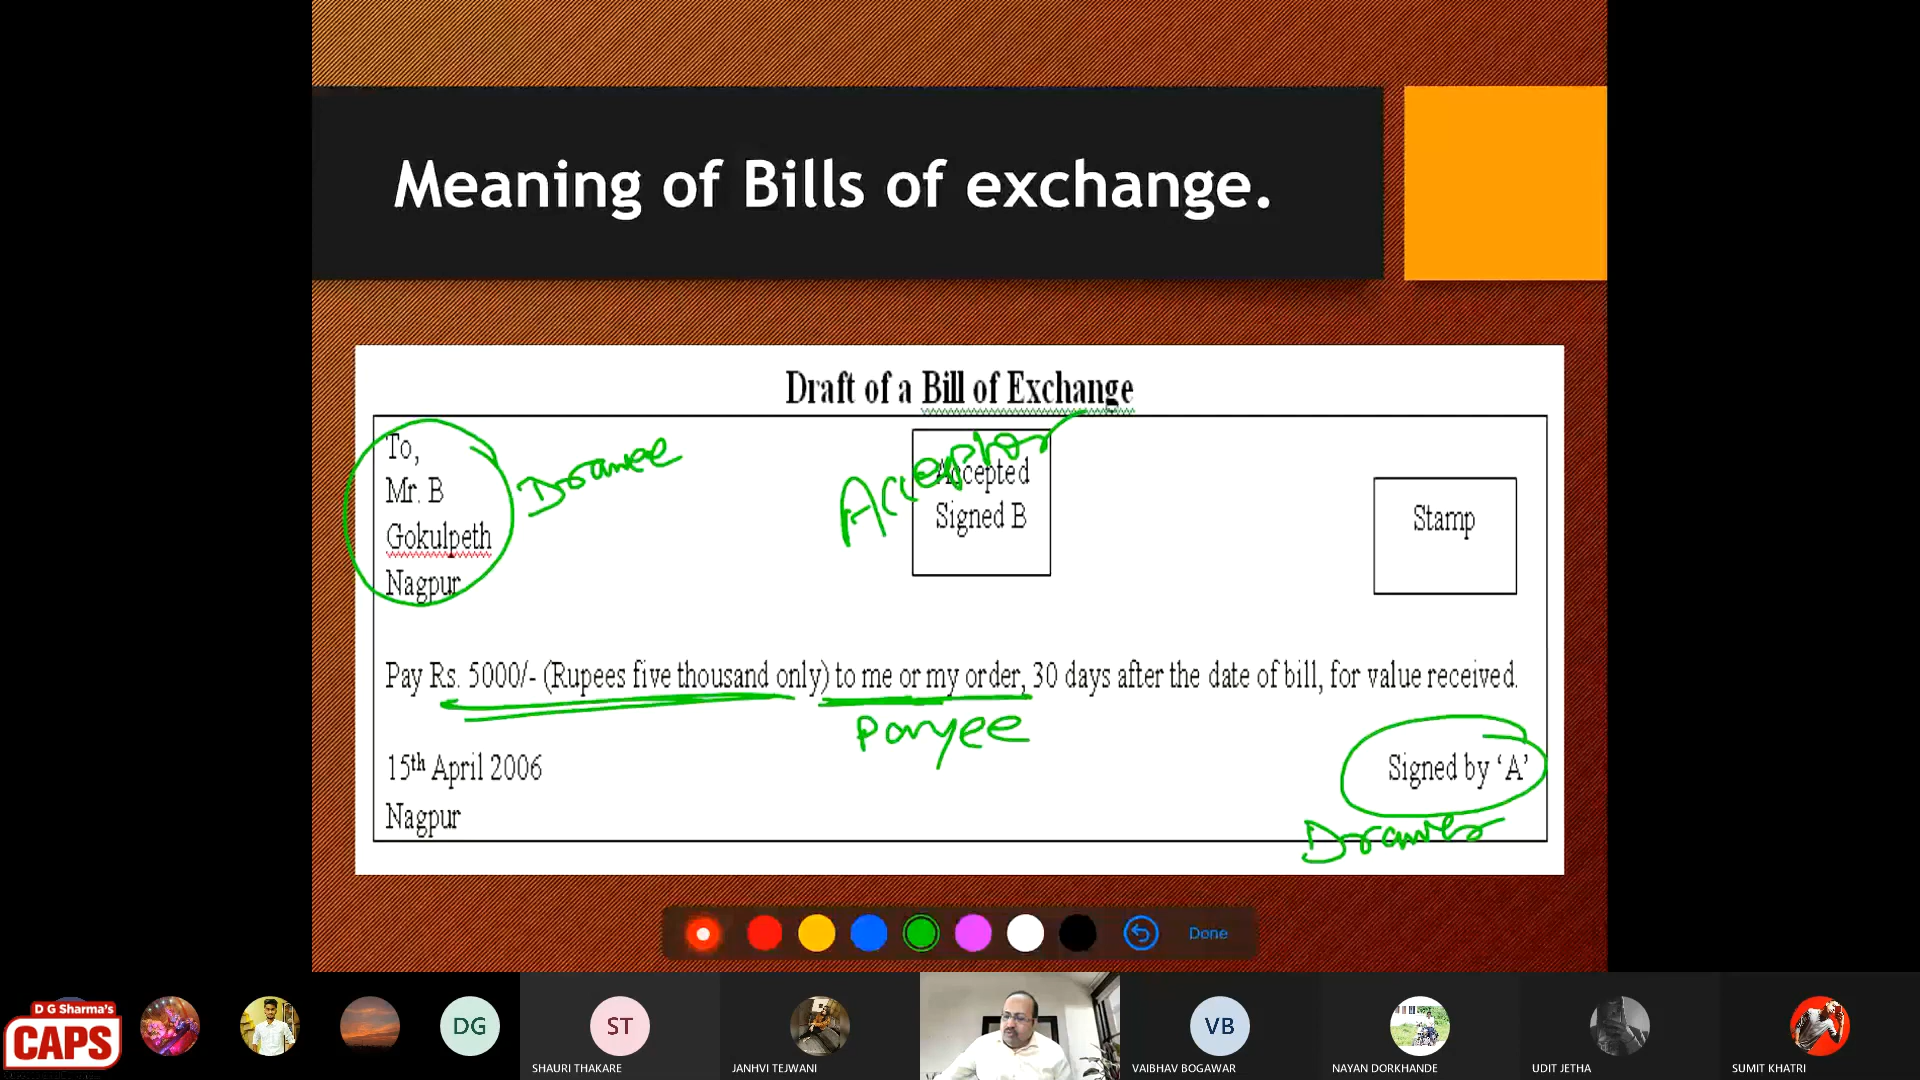 Meaning of Bills of exchange.
Draft of a Bill of Exchange
To,
Mr. B
Gokulpeth
Nagpur
Drawee
Acceptor
Accepted
Signed B
Stamp
Pay Rs. 5000/- (Rupees five thousand only) to me or my order, 30 days after the date of bill, for value received.
Payee
15th April 2006
Nagpur
Signed by ‘A’
Drawer
Done
D G Sharma's
CAPS
DG
ST
VB
SHAURI THAKARE
JANHVI TEJWANI
VAIBHAV BOGAWAR
NAYAN DORKHANDE
UDIT JETHA
SUMIT KHATRI